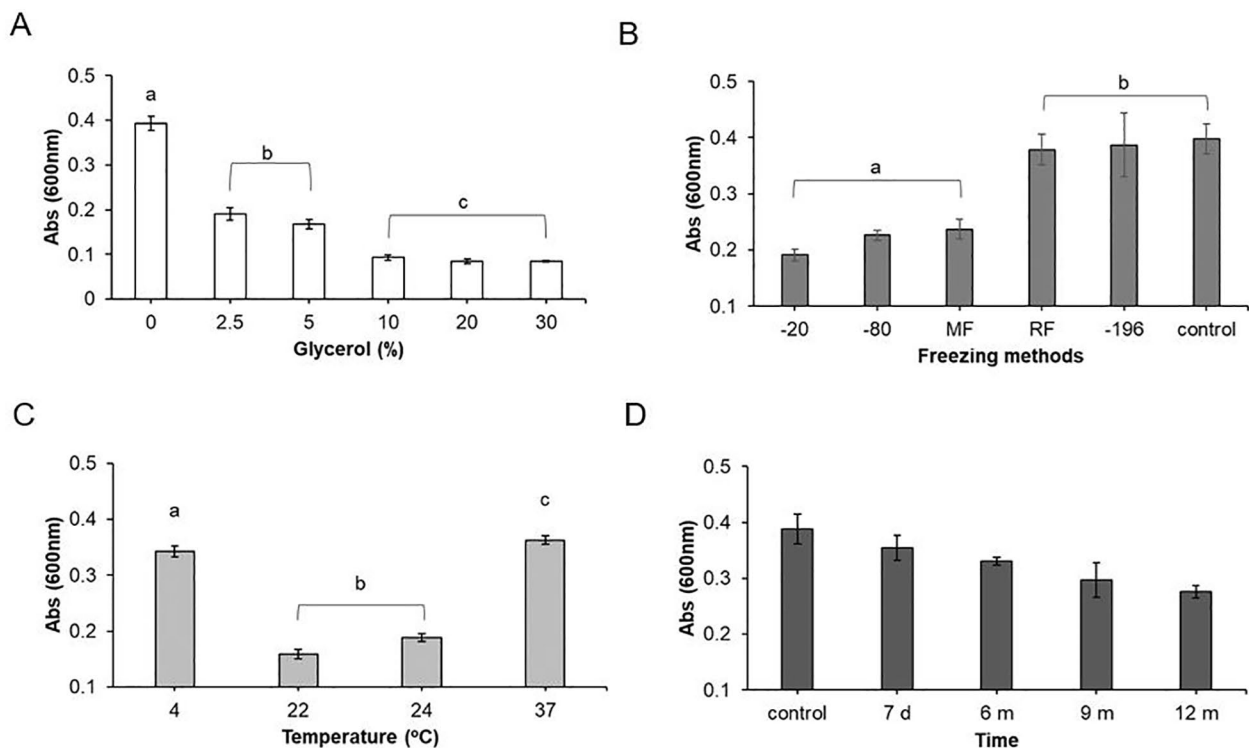 A
0.5
0.4
0.3
0.2
0.1
0
Abs (600nm)
a
b
c
0 2.5 5 10 20 30
Glycerol (%)
B
0.5
0.4
0.3
0.2
0.1
Abs (600nm)
a
b
-20 -80 MF RF -196 control
Freezing methods
C
0.5
0.4
0.3
0.2
0.1
Abs (600nm)
a
b
c
4 22 24 37
Temperature (ºC)
D
0.5
0.4
0.3
0.2
0.1
Abs (600nm)
control 7 d 6 m 9 m 12 m
Time